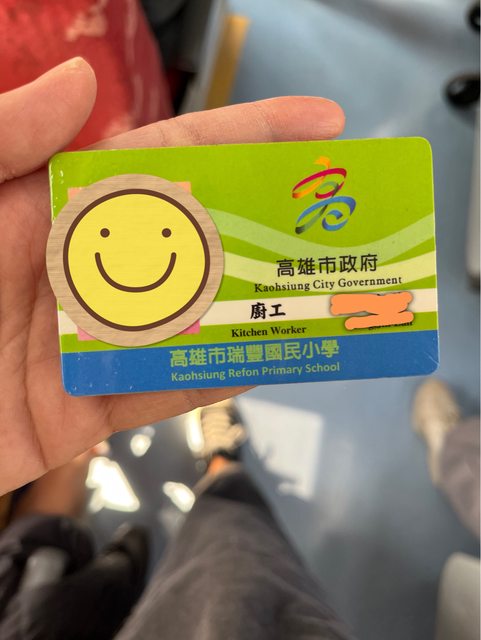 高雄市政府
Kaohsiung City Government
廚工
Kitchen Worker
高雄市瑞豐國民小學
Kaohsiung Refon Primary School